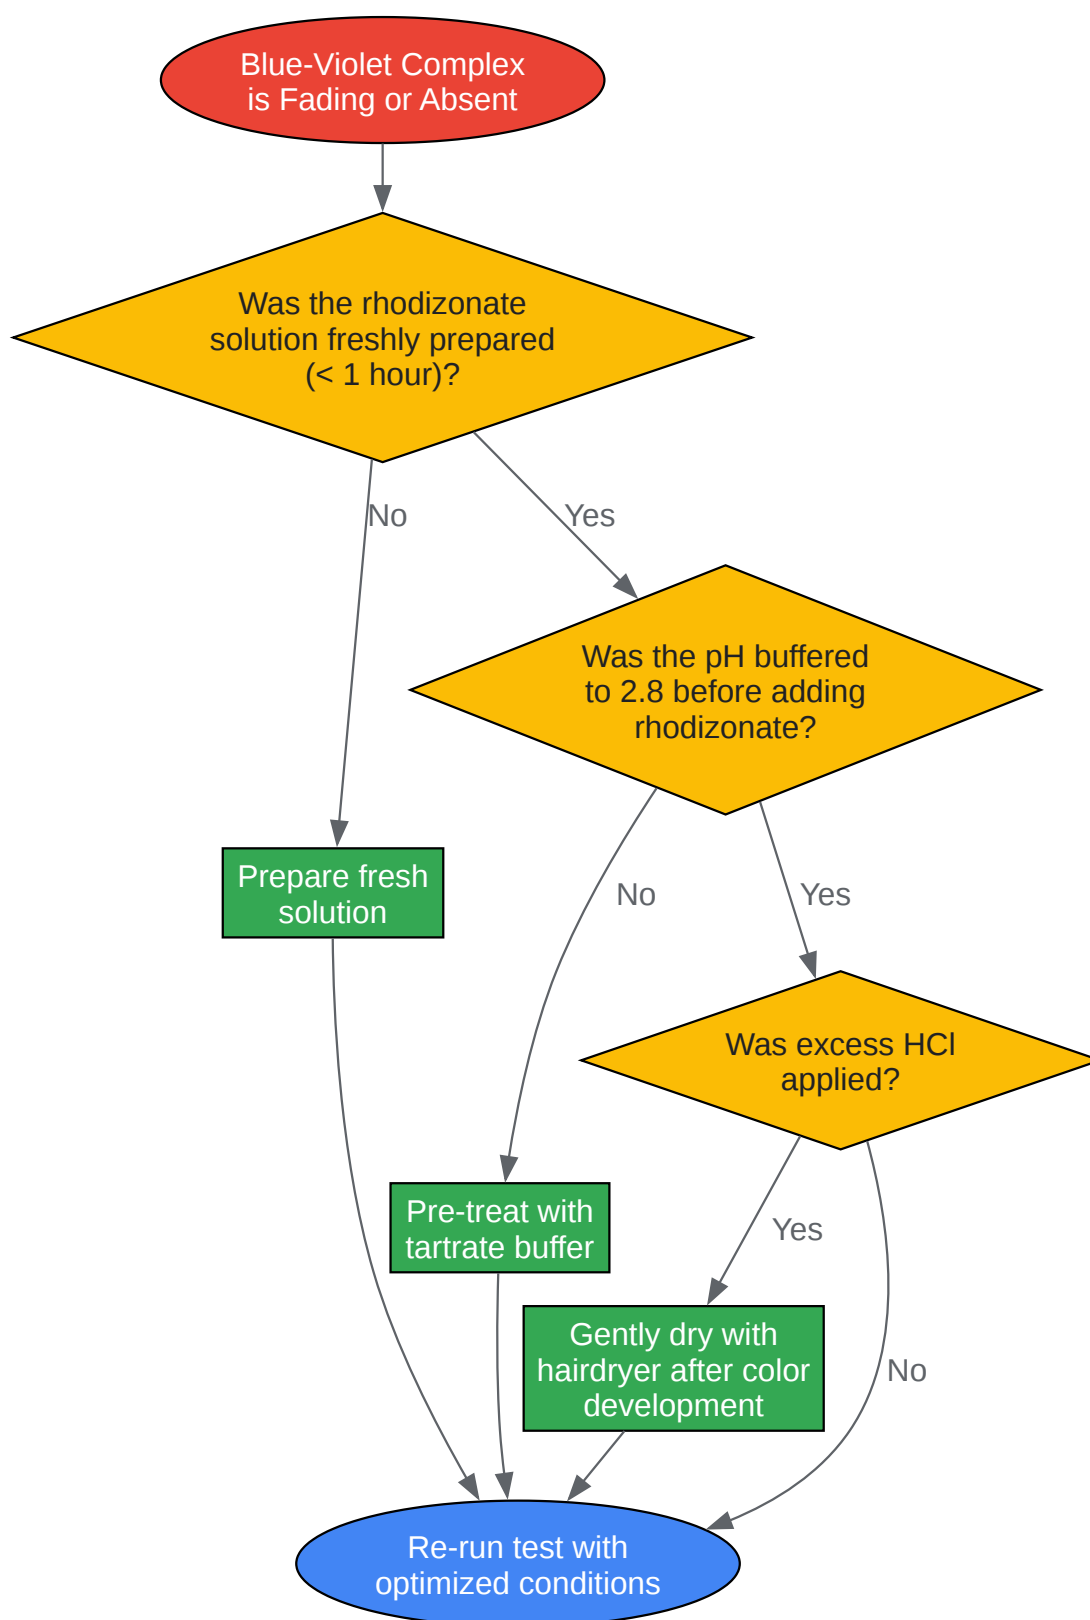 Blue-Violet Complex
is Fading or Absent
Was the rhodizonate
solution freshly prepared
(< 1 hour)?
No
Yes
Was the pH buffered
to 2.8 before adding
rhodizonate?
Prepare fresh
solution
No
Yes
Was excess HCl
applied?
Pre-treat with
tartrate buffer
Yes
Gently dry with
hairdryer after color
development
No
Re-run test with
optimized conditions